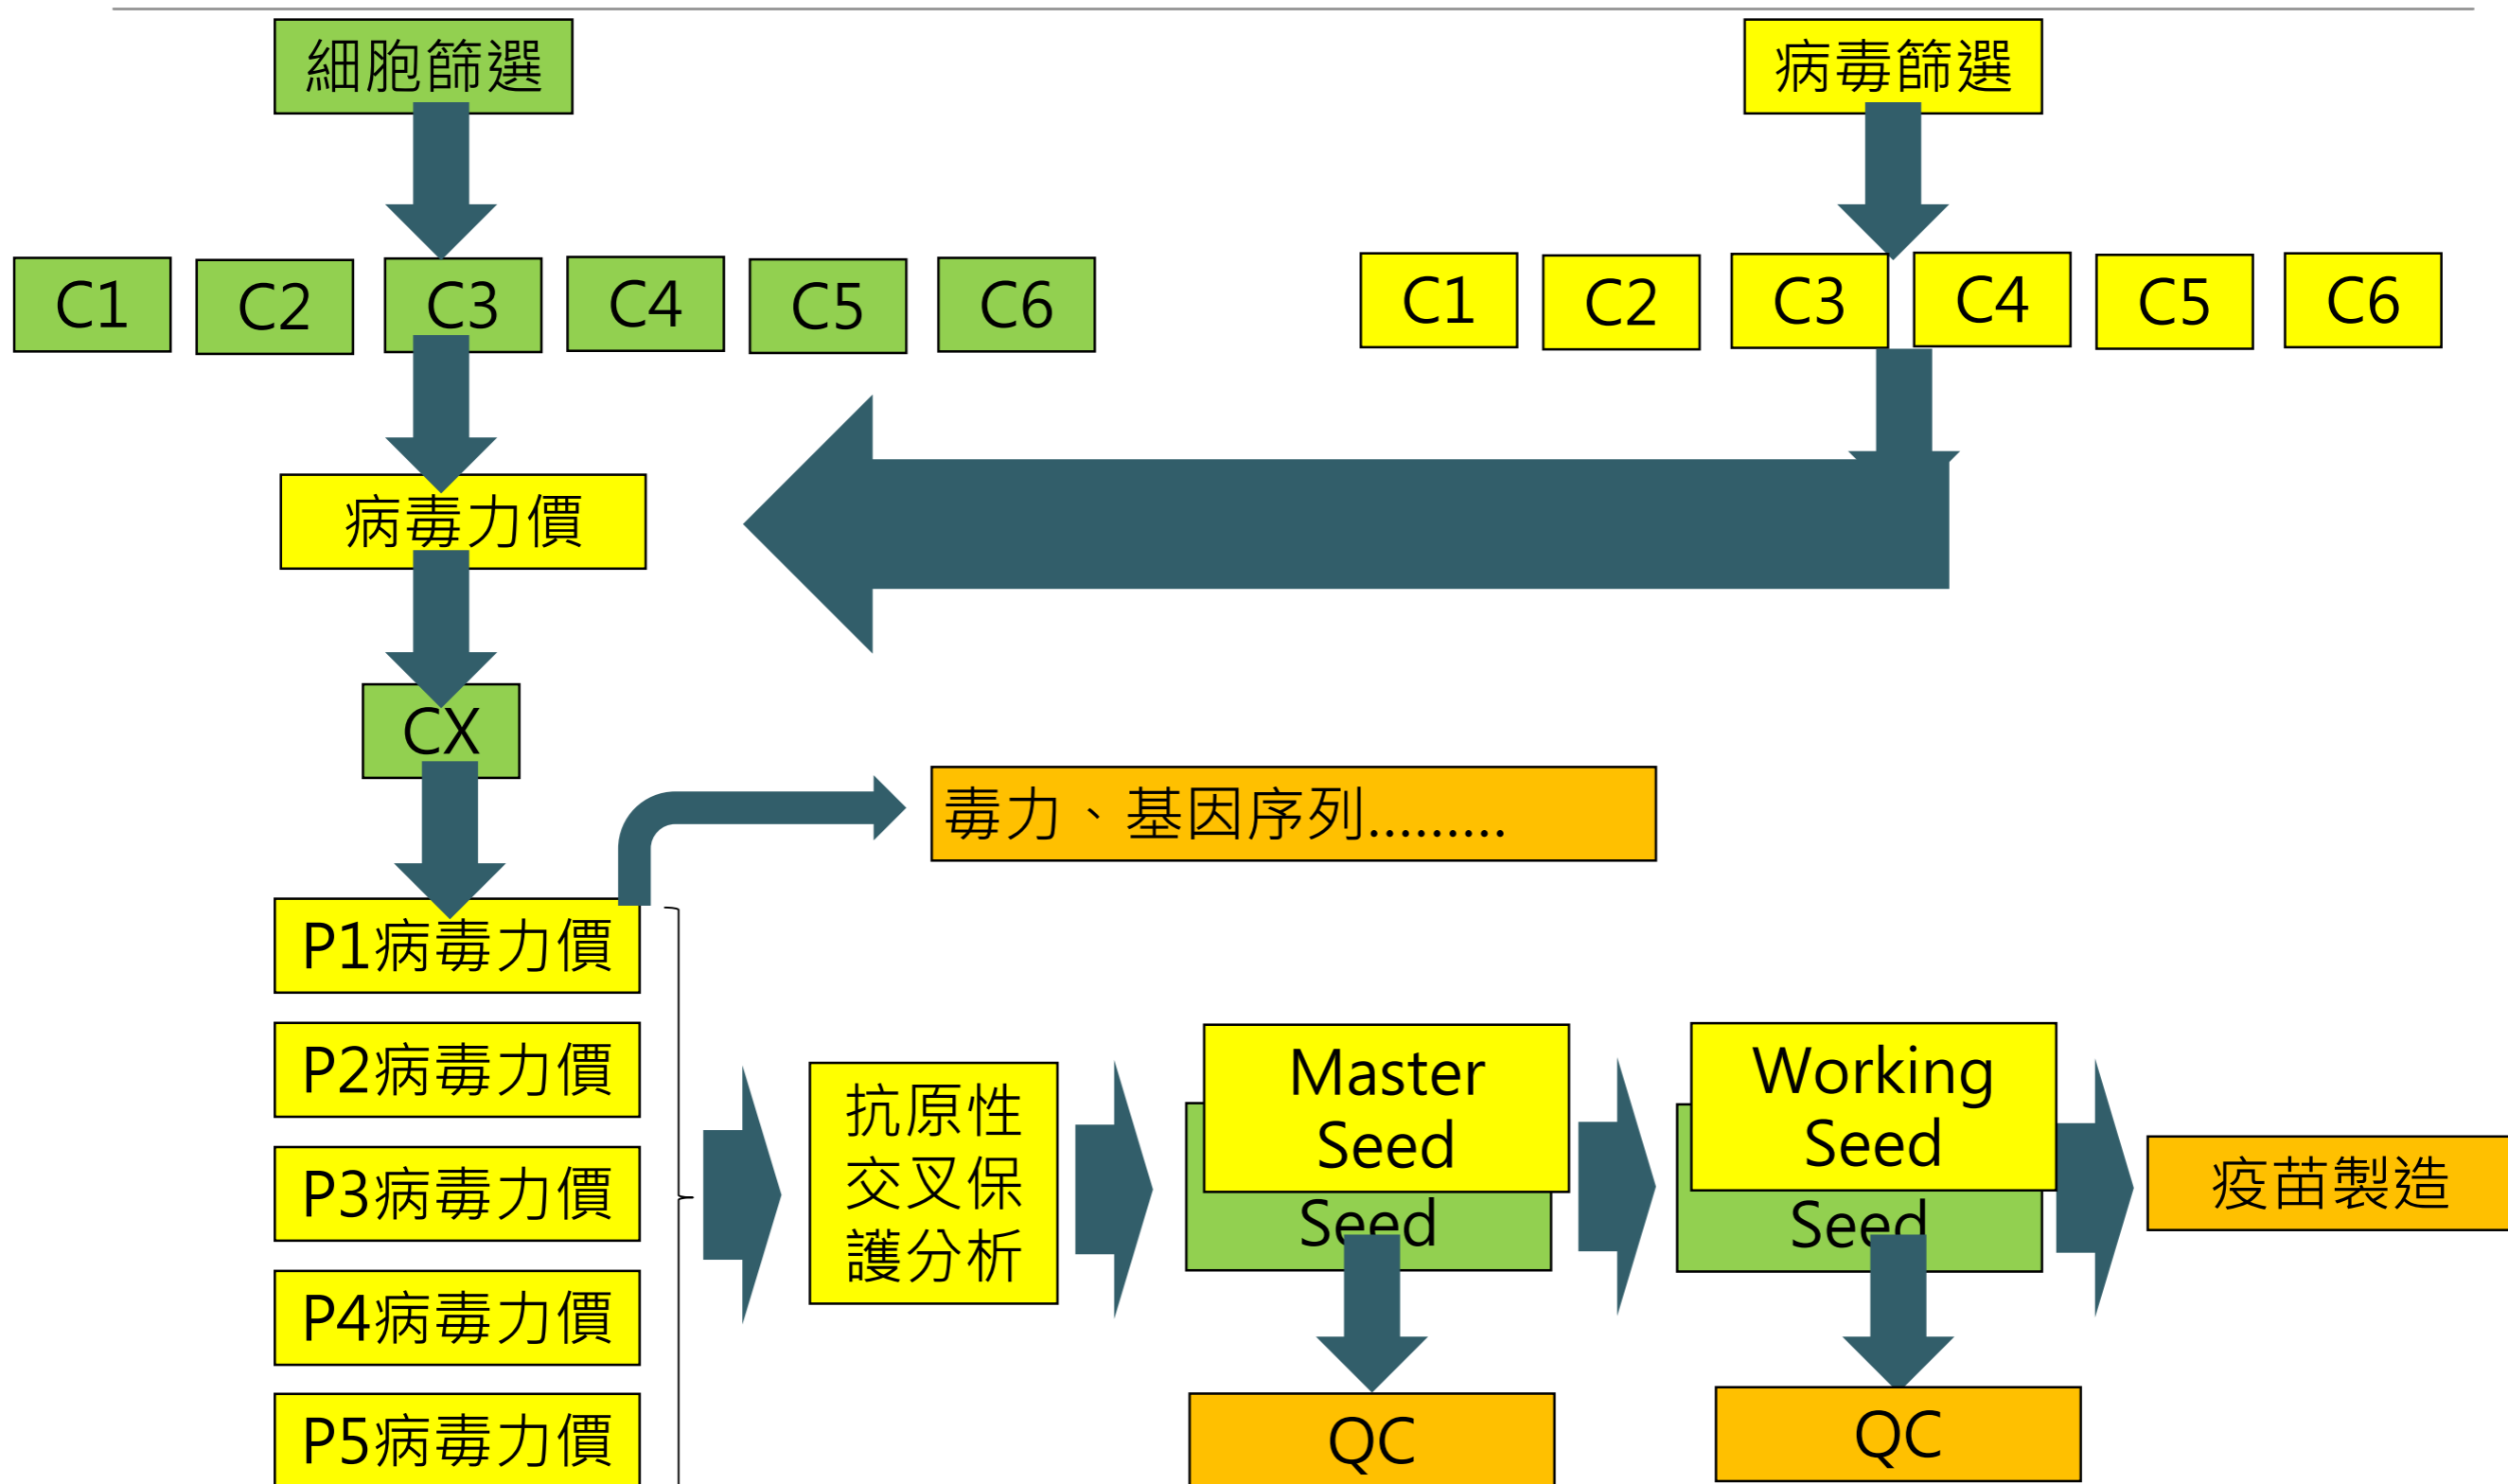 細胞篩選
病毒篩選
C1
C2
C3
C4
C5
C6
C1
C2
C3
C4
C5
C6
病毒力價
CX
毒力、基因序列………
P1病毒力價
P2病毒力價
P3病毒力價
P4病毒力價
P5病毒力價
抗原性
交叉保
護分析
Master
Seed
Seed
QC
Working
Seed
Seed
QC
疫苗製造